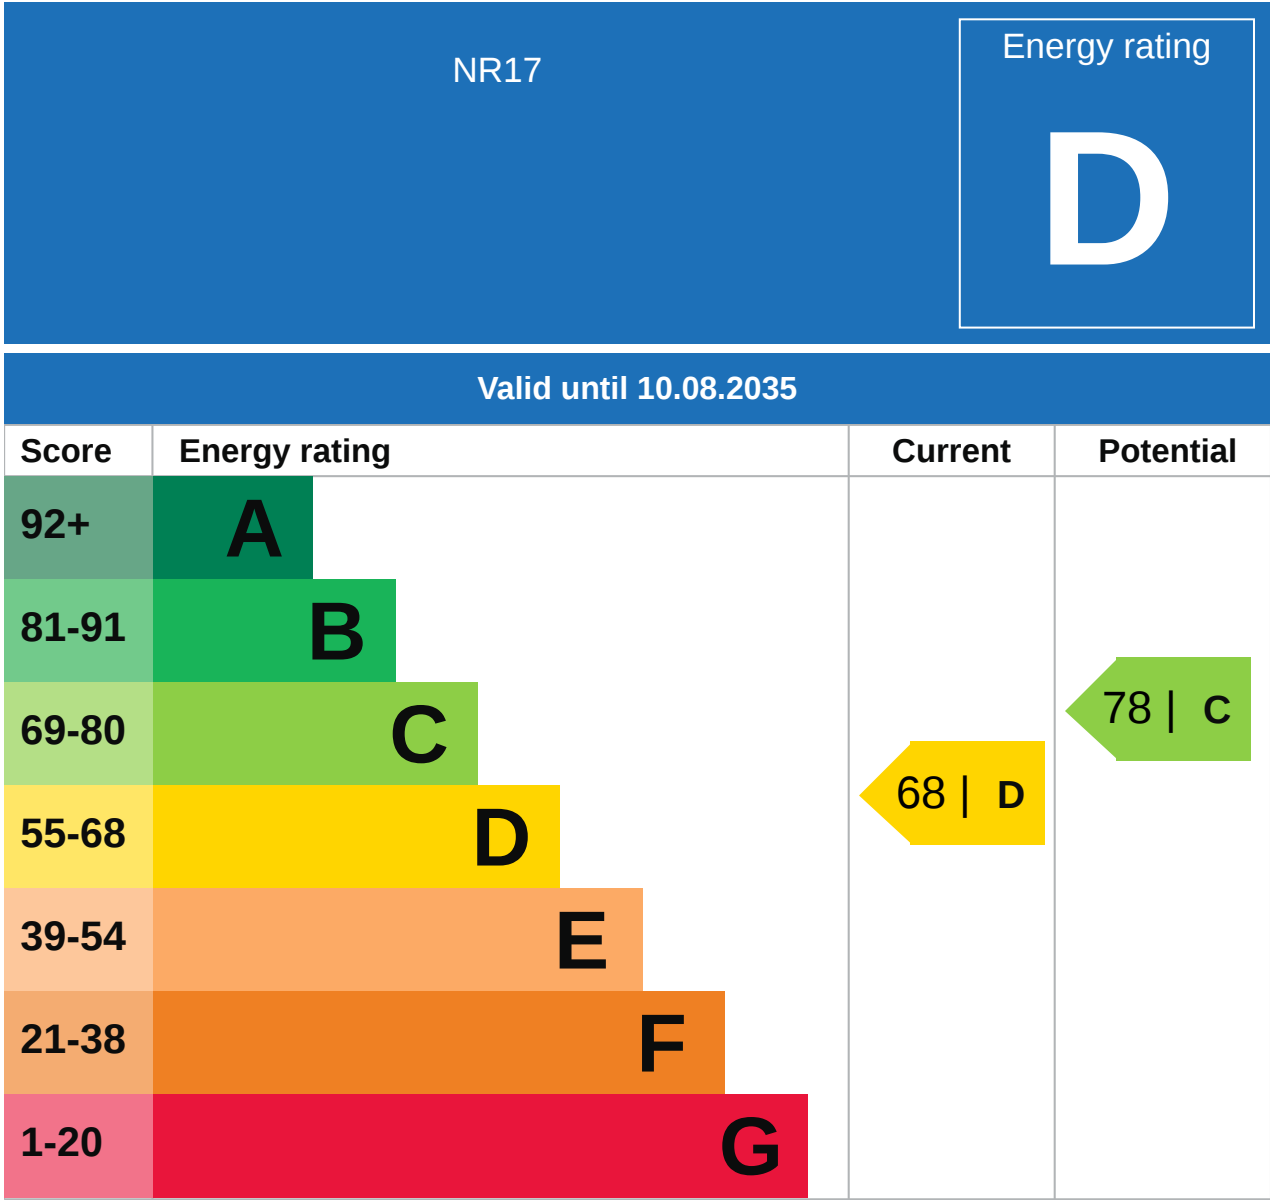 NR17
Energy rating
D
Valid until 10.08.2035
Score Energy rating Current Potential
92+ A
81-91 B
69-80 C
78 | C
55-68 D
68 | D
39-54 E
21-38 F
1-20 G